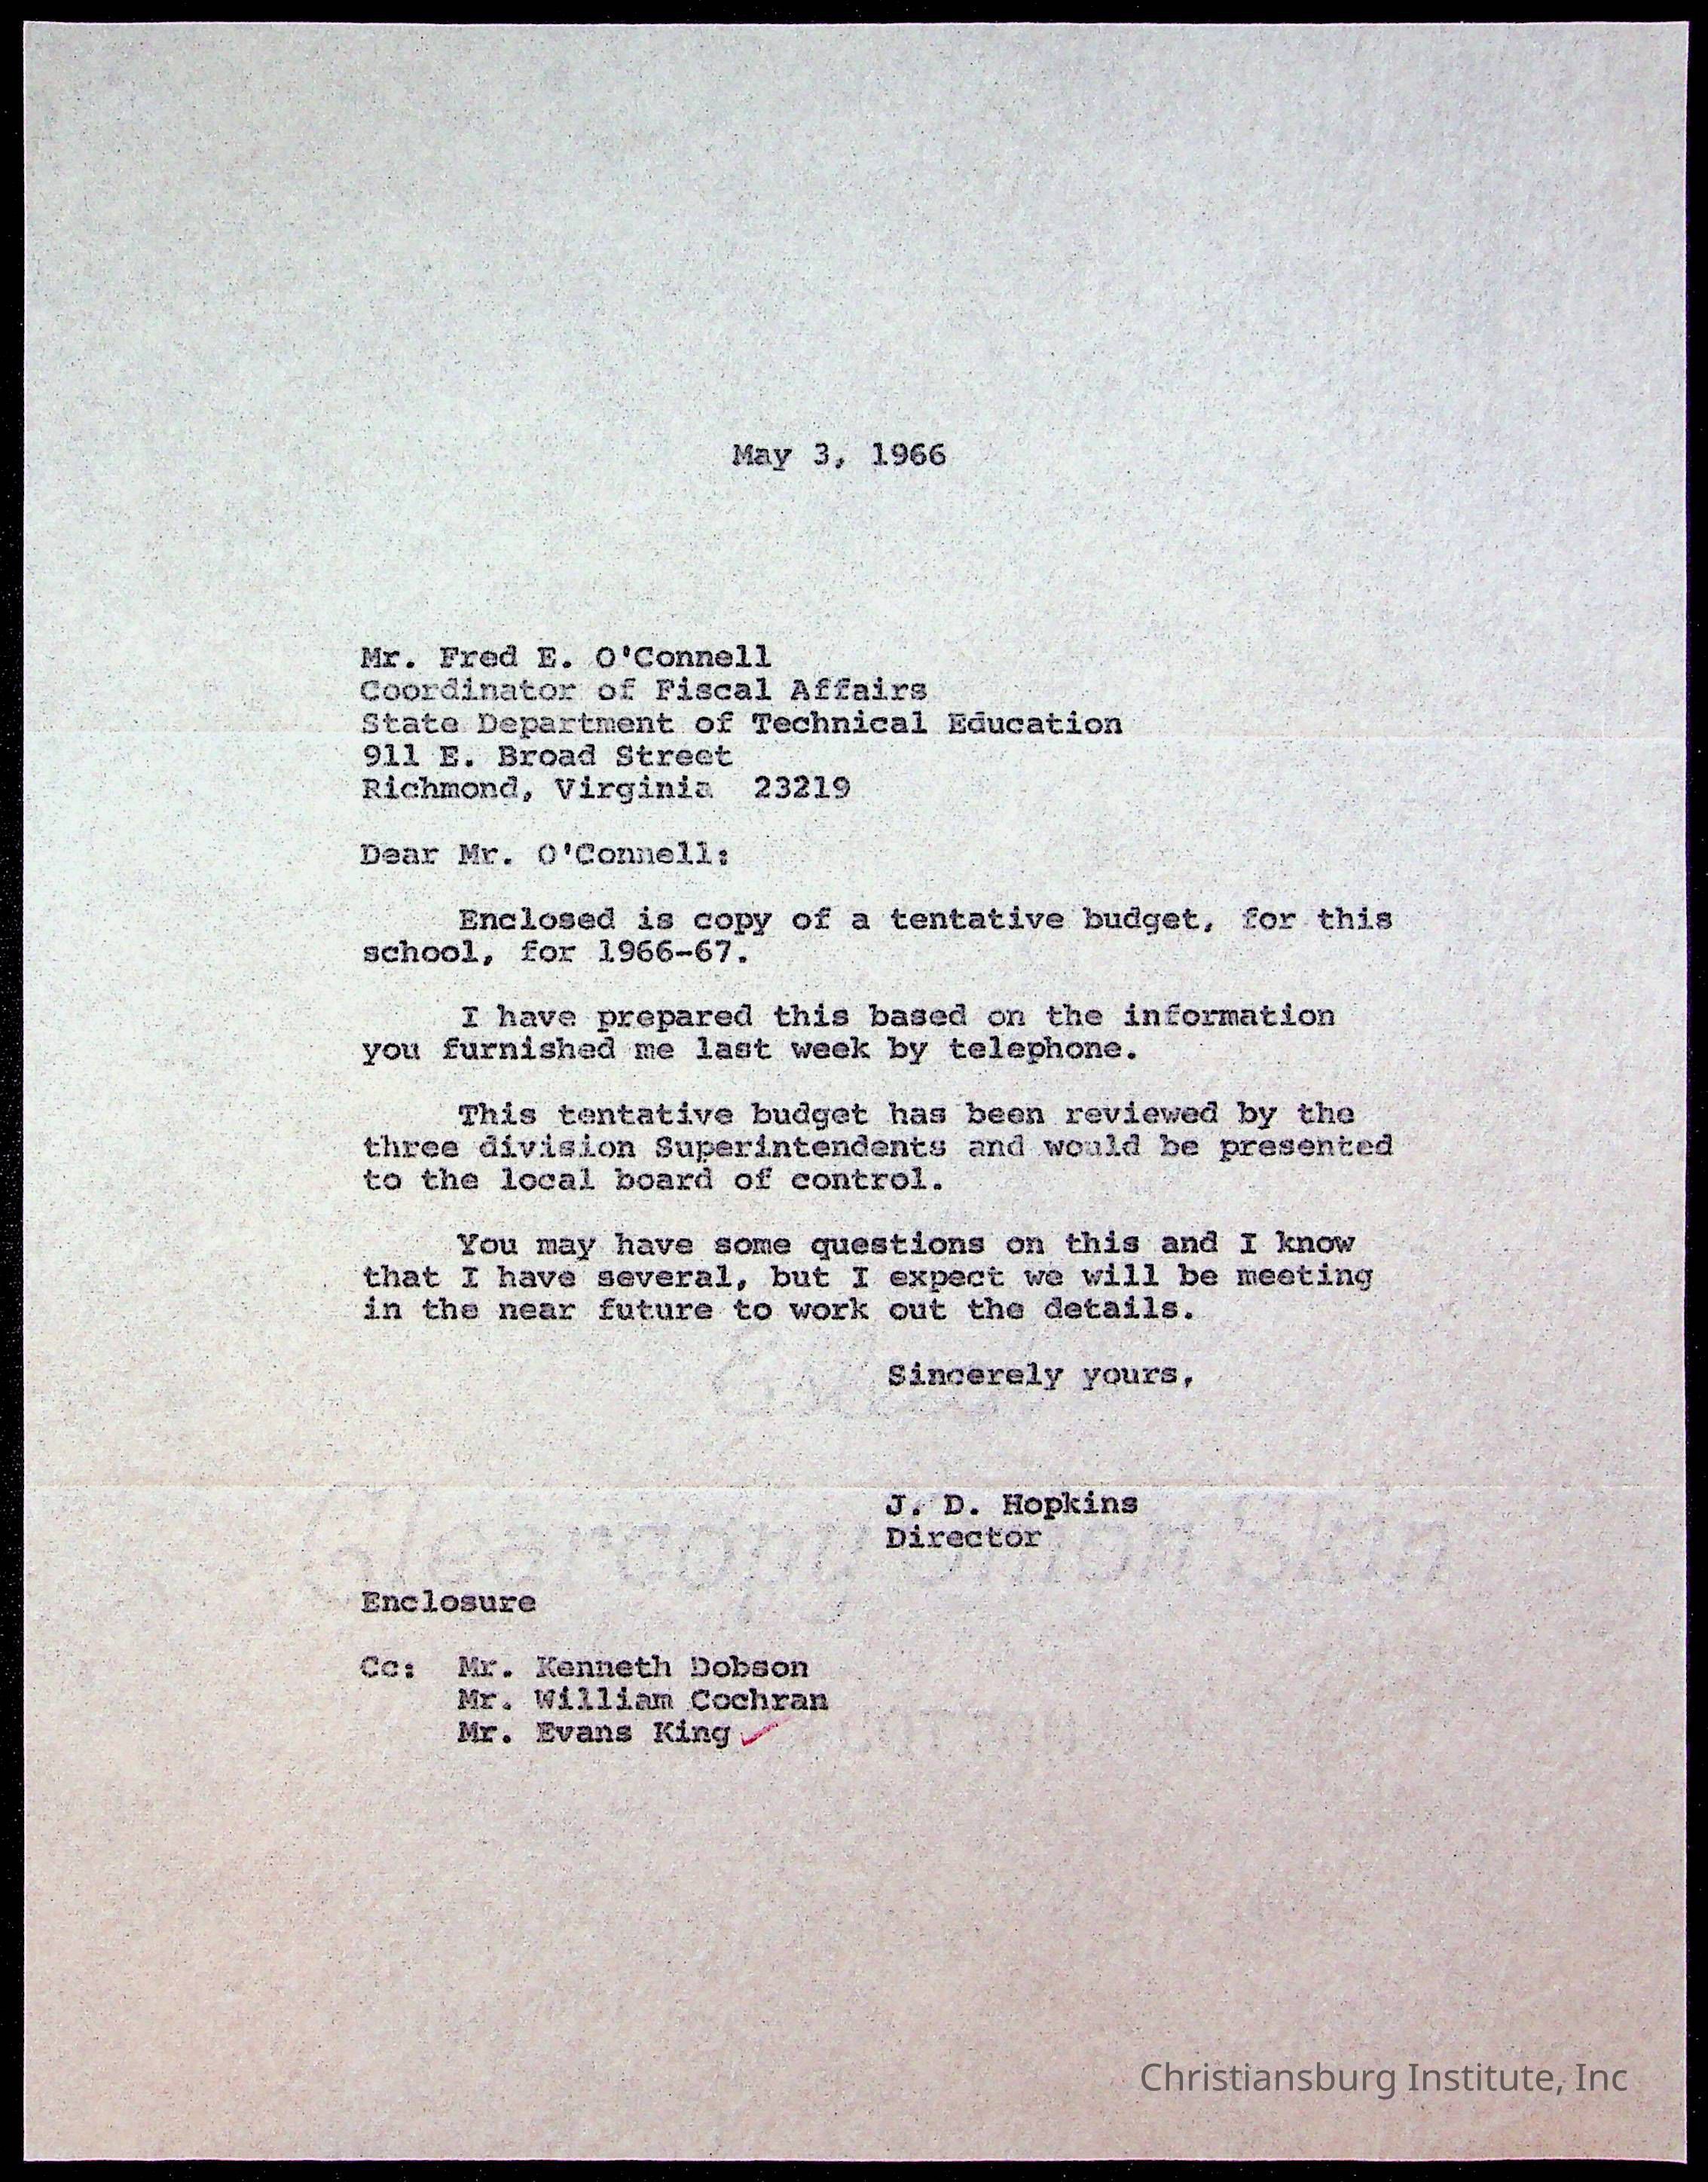 May 3, 1966
Mr. Fred E. O'Connell
Coordinator of Fiscal Affairs
State Department of Technical Education
911 E. Broad Street
Richmond, Virginia  23219
Dear Mr. O'Connell:
Enclosed is copy of a tentative budget, for this
school, for 1966-67.
I have prepared this based on the information
you furnished me last week by telephone.
This tentative budget has been reviewed by the
three division Superintendents and would be presented
to the local board of control.
You may have some questions on this and I know
that I have several, but I expect we will be meeting
in the near future to work out the details.
Sincerely yours,
J. D. Hopkins
Director
Enclosure
Cc:  Mr. Kenneth Dobson
Mr. William Cochran
Mr. Evans King
Christiansburg Institute, Inc